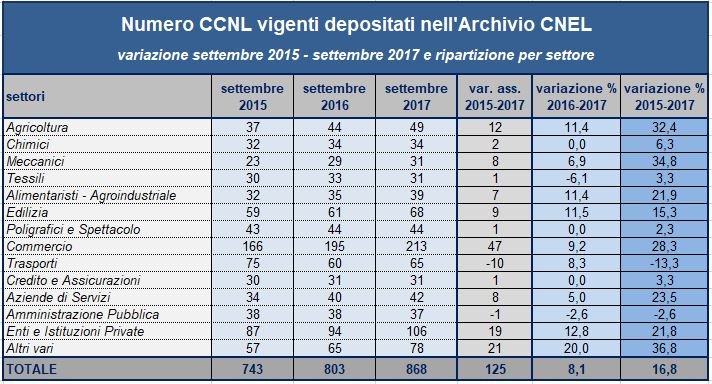 Numero CCNL vigenti depositati nell'Archivio CNEL
variazione settembre 2015 - settembre 2017 e ripartizione per settore
settori settembre 2015 settembre 2016 settembre 2017 var. ass. 2015-2017 variazione % 2016-2017 variazione % 2015-2017
Agricoltura 37 44 49 12 11,4 32,4
Chimici 32 34 34 2 0,0 6,3
Meccanici 23 29 31 8 6,9 34,8
Tessili 30 33 31 1 -6,1 3,3
Alimentaristi - Agroindustriale 32 35 39 7 11,4 21,9
Edilizia 59 61 68 9 11,5 15,3
Poligrafici e Spettacolo 43 44 44 1 0,0 2,3
Commercio 166 195 213 47 9,2 28,3
Trasporti 75 60 65 -10 8,3 -13,3
Credito e Assicurazioni 30 31 31 1 0,0 3,3
Aziende di Servizi 34 40 42 8 5,0 23,5
Amministrazione Pubblica 38 38 37 -1 -2,6 -2,6
Enti e Istituzioni Private 87 94 106 19 12,8 21,8
Altri vari 57 65 78 21 20,0 36,8
TOTALE 743 803 868 125 8,1 16,8